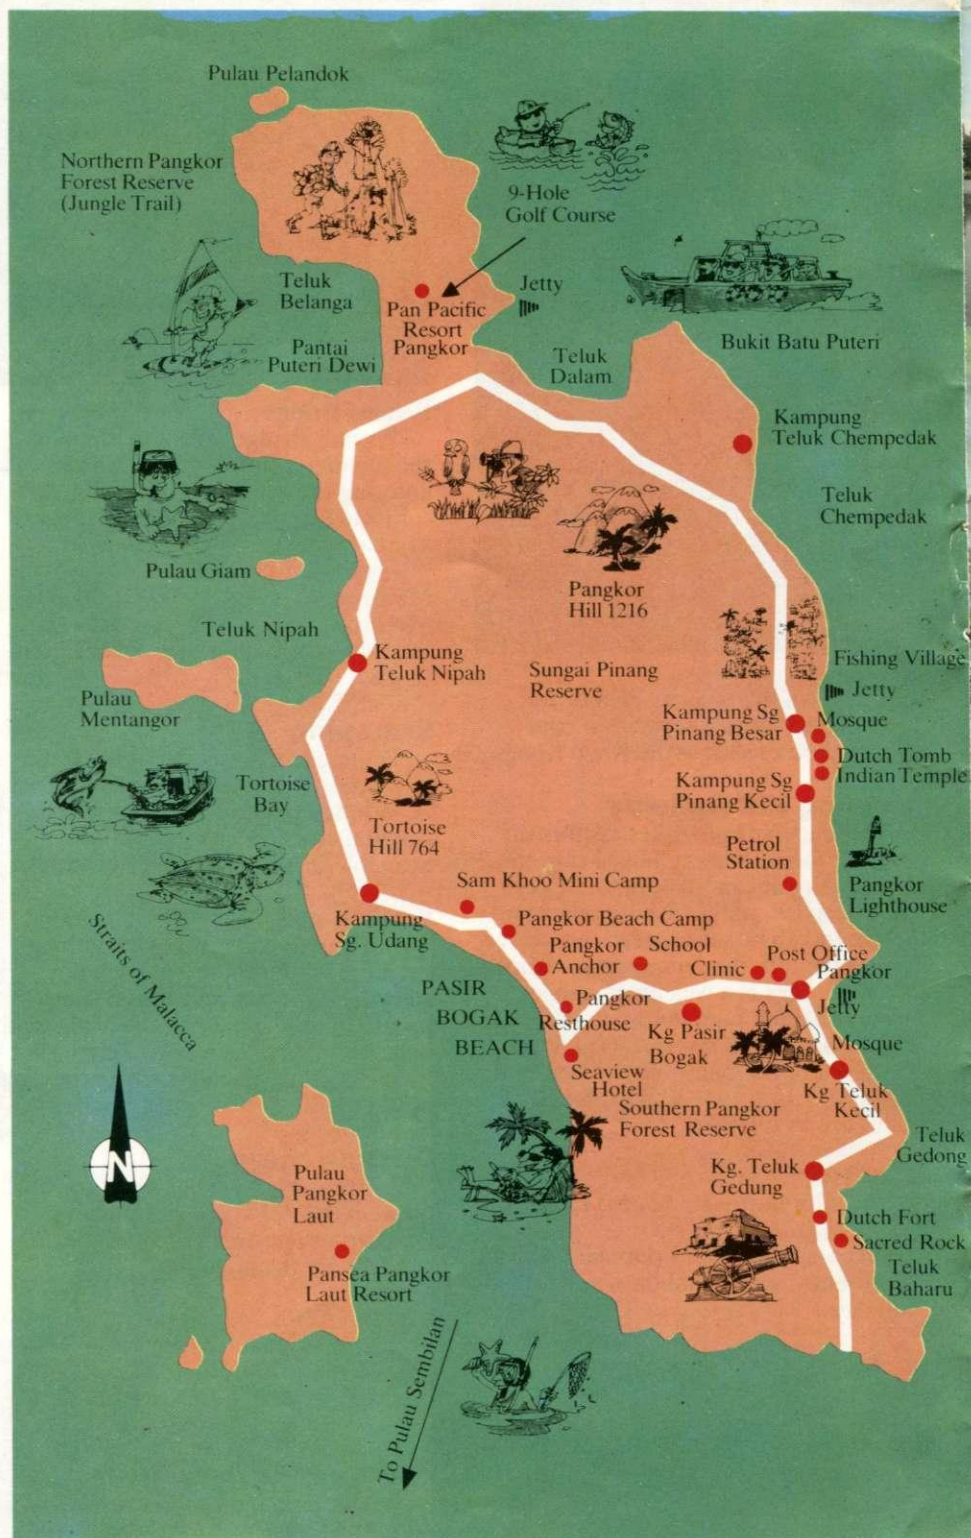 Pulau Pelandok
Northern Pangkor
Forest Reserve
(Jungle Trail)
9-Hole
Golf Course
Teluk
Belanga
Jetty
Pan Pacific
Resort
Pangkor
Pantai
Puteri Dewi
Teluk
Dalam
Bukit Batu Puteri
Kampung
Teluk Chempedak
Teluk
Chempedak
Pulau Giam
Pangkor
Hill 1216
Teluk Nipah
Kampung
Teluk Nipah
Sungai Pinang
Reserve
Fishing Village
Jetty
Pulau
Mentangor
Kampung Sg
Pinang Besar
Mosque
Dutch Tomb
Indian Temple
Kampung Sg
Pinang Kecil
Tortoise
Bay
Tortoise
Hill 764
Petrol
Station
Pangkor
Lighthouse
Sam Khoo Mini Camp
Kampung
Sg. Udang
Pangkor Beach Camp
Pangkor
Anchor
School
Clinic
Post Office
Pangkor
Jetty
Straits of Malacca
PASIR
BOGAK
BEACH
Pangkor
Resthouse
Kg Pasir
Bogak
Mosque
Seaview
Hotel
Kg Teluk
Kecil
Southern Pangkor
Forest Reserve
Teluk
Gedong
N
Kg. Teluk
Gedung
Pulau
Pangkor
Laut
Dutch Fort
Sacred Rock
Teluk
Baharu
Pansea Pangkor
Laut Resort
To Pulau Sembilan